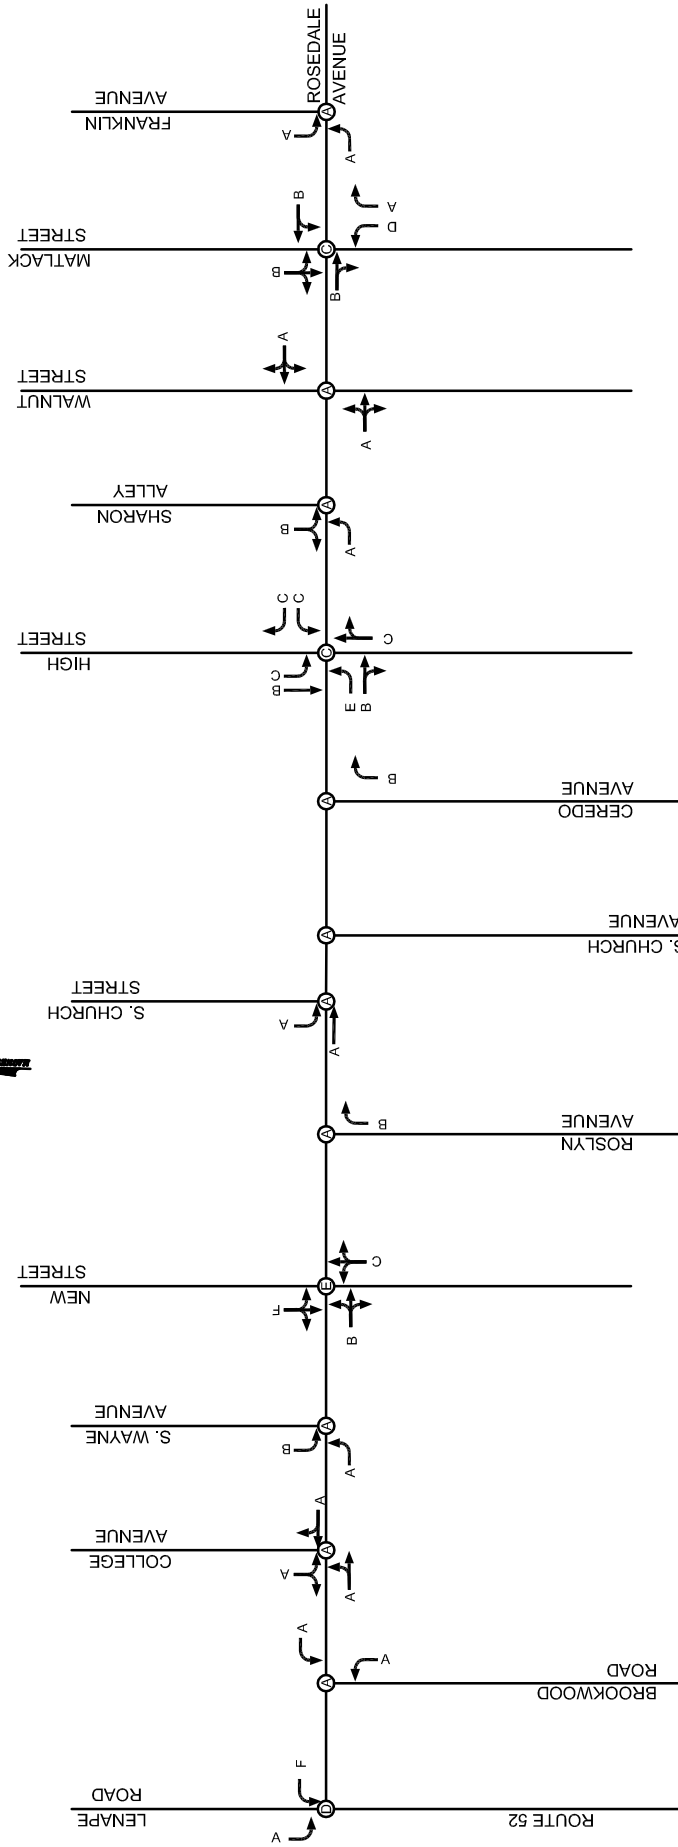 ROSEDALE
AVENUE
AVENUE
FRANKLIN
A
A
A
B
A
D
STREET
MATLACK
C
B
B
A
STREET
WALNUT
A
A
ALLEY
SHARON
A
B
A
C
C
C
STREET
HIGH
C
C
B
E
B
B
A
AVENUE
CEREDO
A
AVENUE
S. CHURCH
STREET
S. CHURCH
A
A
A
B
A
AVENUE
ROSLYN
C
STREET
NEW
E
F
B
AVENUE
S. WAYNE
A
B
A
A
AVENUE
COLLEGE
A
A
A
A
A
A
ROAD
BROOKWOOD
F
ROAD
LENAPE
D
ROUTE 52
A